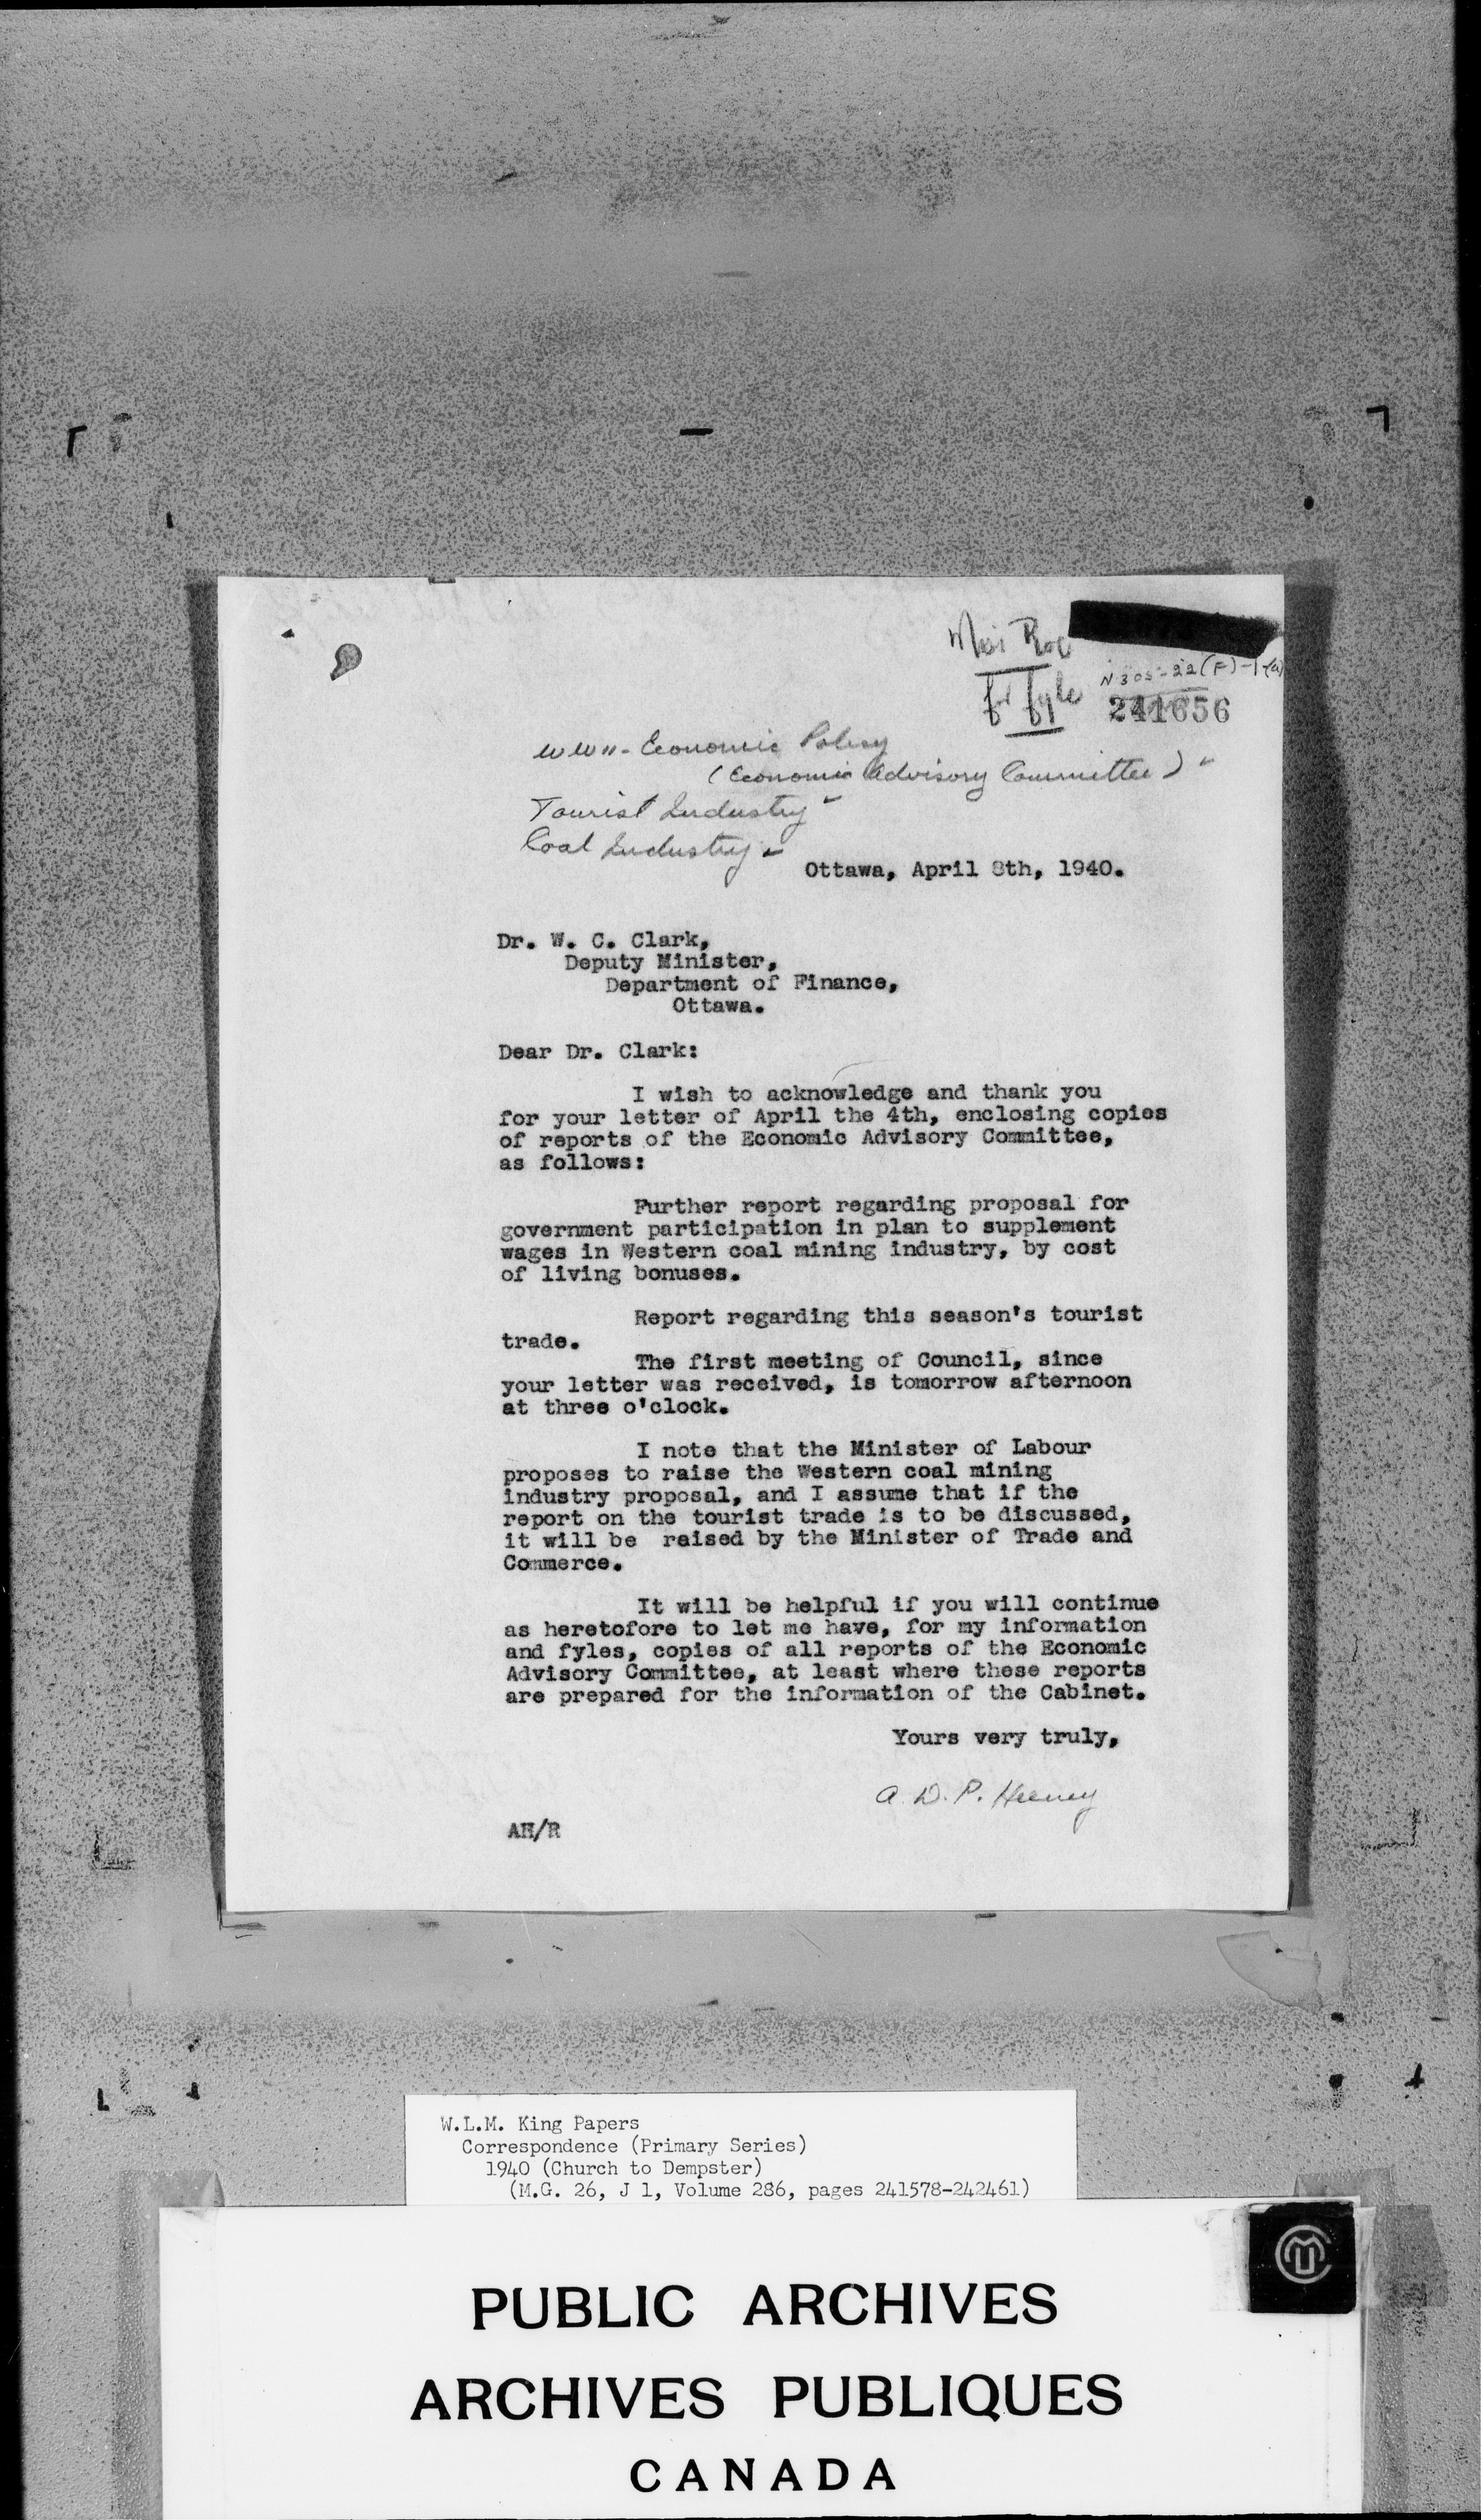 Miss Roe
for fyle
N 305-22(F)-1(a)
241656
WWII - Economic Policy
(Economic Advisory Committee)
Tourist Industry
Coal Industry
Ottawa, April 8th, 1940.
Dr. W. C. Clark,
Deputy Minister,
Department of Finance,
Ottawa.
Dear Dr. Clark:
I wish to acknowledge and thank you
for your letter of April the 4th, enclosing copies
of reports of the Economic Advisory Committee,
as follows:
Further report regarding proposal for
government participation in plan to supplement
wages in Western coal mining industry, by cost
of living bonuses.
Report regarding this season's tourist
trade.
The first meeting of Council, since
your letter was received, is tomorrow afternoon
at three o'clock.
I note that the Minister of Labour
proposes to raise the Western coal mining
industry proposal, and I assume that if the
report on the tourist trade is to be discussed,
it will be raised by the Minister of Trade and
Commerce.
It will be helpful if you will continue
as heretofore to let me have, for my information
and fyles, copies of all reports of the Economic
Advisory Committee, at least where these reports
are prepared for the information of the Cabinet.
Yours very truly,
A. D. P. Heeney
AH/R
W.L.M. King Papers
Correspondence (Primary Series)
1940 (Church to Dempster)
(M.G. 26, J 1, Volume 286, pages 241578-242461)
PUBLIC ARCHIVES
ARCHIVES PUBLIQUES
CANADA